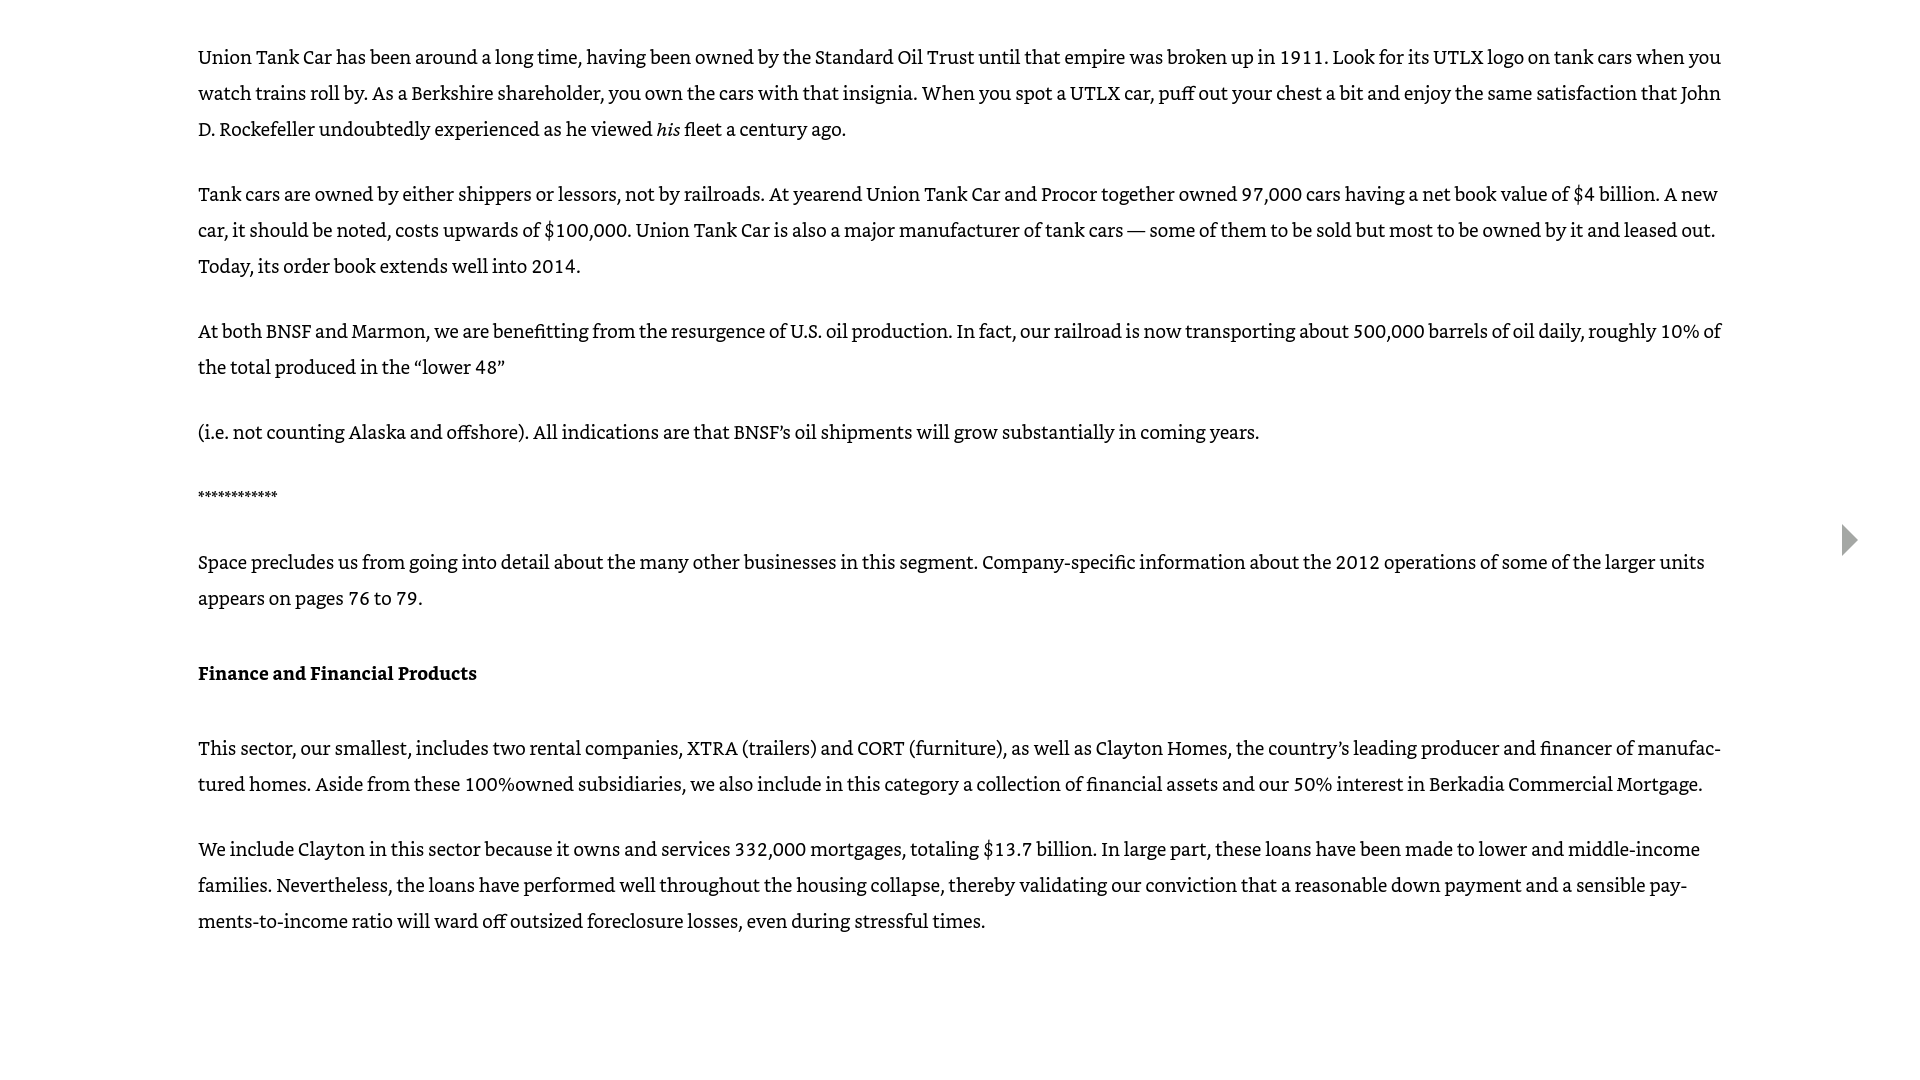 Union Tank Car has been around a long time, having been owned by the Standard Oil Trust until that empire was broken up in 1911. Look for its UTLX logo on tank cars when you
watch trains roll by. As a Berkshire shareholder, you own the cars with that insignia. When you spot a UTLX car, puff out your chest a bit and enjoy the same satisfaction that John
D. Rockefeller undoubtedly experienced as he viewed his fleet a century ago.
Tank cars are owned by either shippers or lessors, not by railroads. At yearend Union Tank Car and Procor together owned 97,000 cars having a net book value of $4 billion. A new
car, it should be noted, costs upwards of $100,000. Union Tank Car is also a major manufacturer of tank cars — some of them to be sold but most to be owned by it and leased out.
Today, its order book extends well into 2014.
At both BNSF and Marmon, we are benefitting from the resurgence of U.S. oil production. In fact, our railroad is now transporting about 500,000 barrels of oil daily, roughly 10% of
the total produced in the “lower 48”
(i.e. not counting Alaska and offshore). All indications are that BNSF’s oil shipments will grow substantially in coming years.
************
Space precludes us from going into detail about the many other businesses in this segment. Company-specific information about the 2012 operations of some of the larger units
appears on pages 76 to 79.
Finance and Financial Products
This sector, our smallest, includes two rental companies, XTRA (trailers) and CORT (furniture), as well as Clayton Homes, the country’s leading producer and financer of manufac-
tured homes. Aside from these 100%owned subsidiaries, we also include in this category a collection of financial assets and our 50% interest in Berkadia Commercial Mortgage.
We include Clayton in this sector because it owns and services 332,000 mortgages, totaling $13.7 billion. In large part, these loans have been made to lower and middle-income
families. Nevertheless, the loans have performed well throughout the housing collapse, thereby validating our conviction that a reasonable down payment and a sensible pay-
ments-to-income ratio will ward off outsized foreclosure losses, even during stressful times.